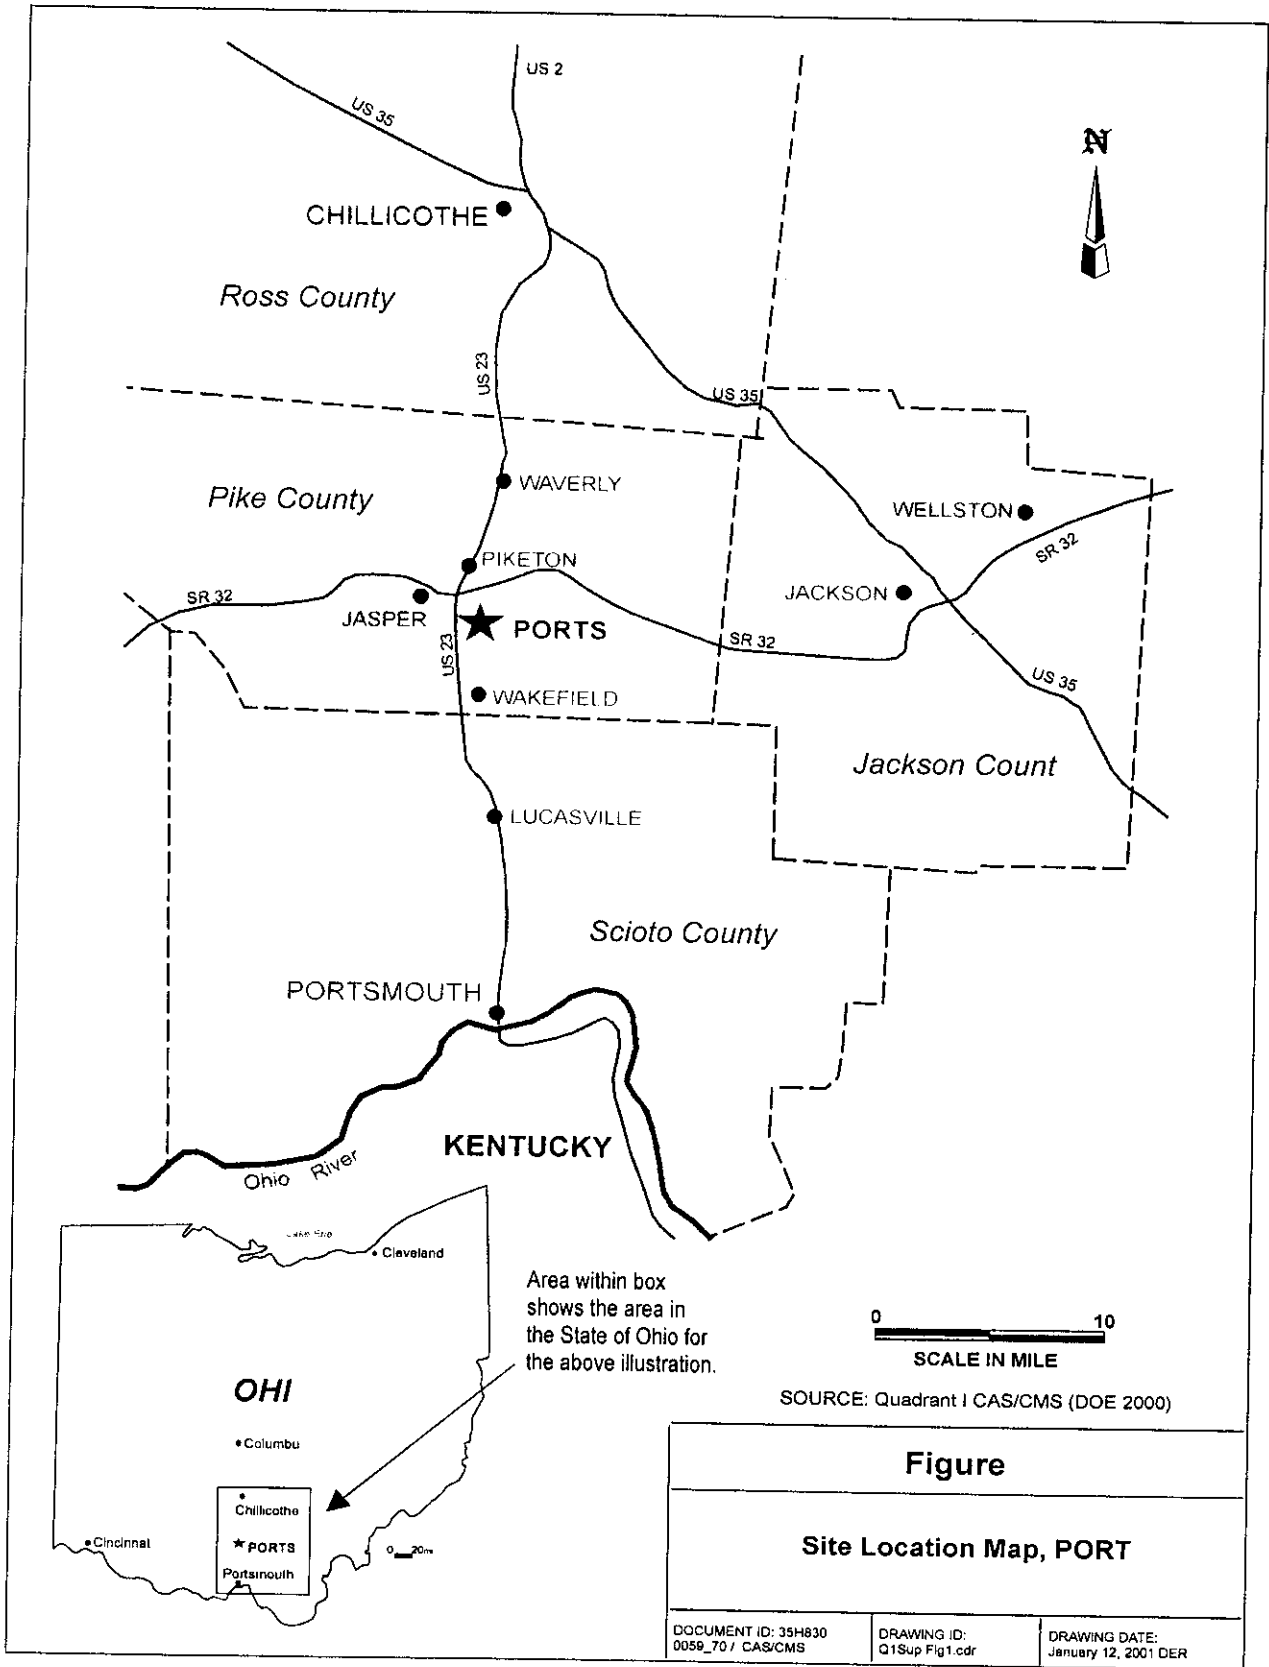 US 2
US 35
N
CHILLICOTHE
Ross County
US 23
US 35
WAVERLY
Pike County
WELLSTON
SR 32
PIKETON
JACKSON
SR 32
JASPER
PORTS
SR 32
US 23
US 35
WAKEFIELD
Jackson Count
LUCASVILLE
Scioto County
PORTSMOUTH
KENTUCKY
Ohio River
Lake Erie
Cleveland
Area within box
shows the area in
the State of Ohio for
the above illustration.
0 10
SCALE IN MILE
OHI
SOURCE: Quadrant I CAS/CMS (DOE 2000)
Columbu
Figure
Chillicothe
Cincinnat
PORTS
0 20mi
Site Location Map, PORT
Portsmouth
DOCUMENT ID: 35H830
0059_70 / CAS/CMS
DRAWING ID:
Q1Sup Fig1.cdr
DRAWING DATE:
January 12, 2001 DER